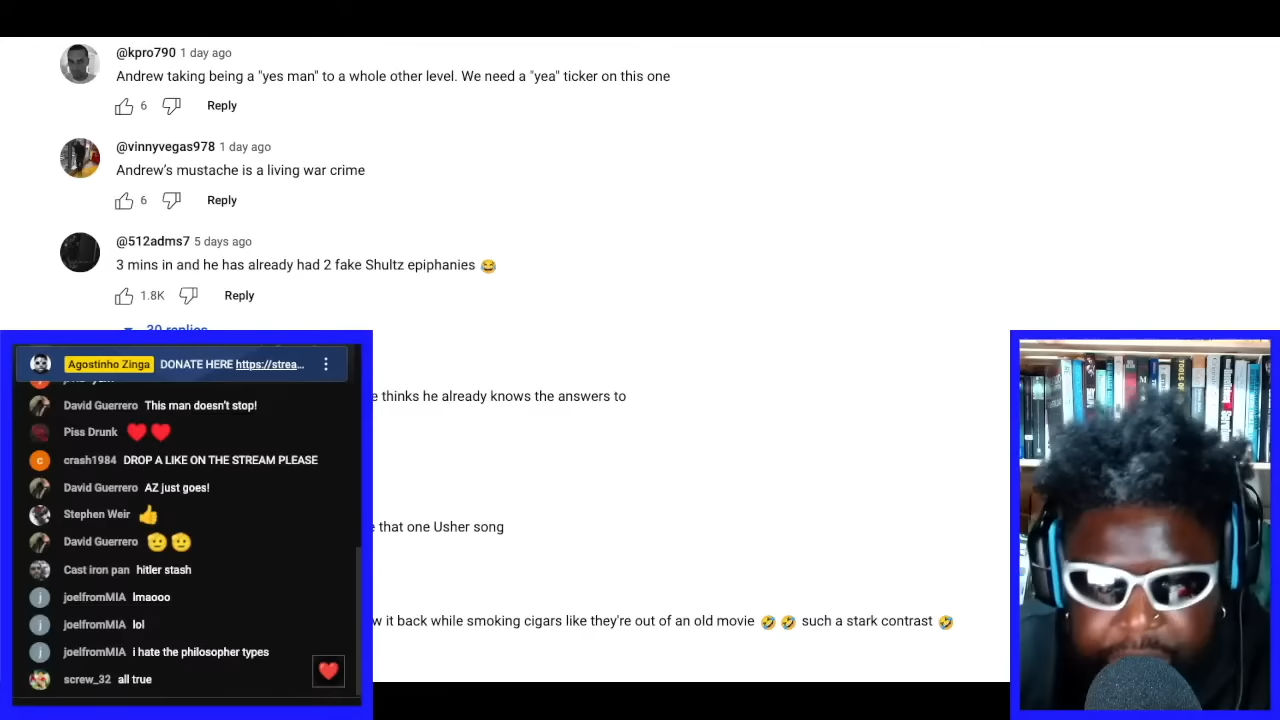 @kpro790 1 day ago
Andrew taking being a "yes man" to a whole other level. We need a "yea" ticker on this one
6 Reply
@vinnyvegas978 1 day ago
Andrew’s mustache is a living war crime
6 Reply
@512adms7 5 days ago
3 mins in and he has already had 2 fake Shultz epiphanies 😂
1.8K Reply
30 replies
e thinks he already knows the answers to
e that one Usher song
w it back while smoking cigars like they're out of an old movie 🤣 🤣 such a stark contrast 🤣
Agostinho Zinga DONATE HERE https://strea...
David Guerrero This man doesn’t stop!
Piss Drunk ❤️ ❤️
crash1984 DROP A LIKE ON THE STREAM PLEASE
David Guerrero AZ just goes!
Stephen Weir 👍
David Guerrero 🫡 🫡
Cast iron pan hitler stash
joelfromMIA lmaooo
joelfromMIA lol
joelfromMIA i hate the philosopher types
screw_32 all true
TOOLS OF